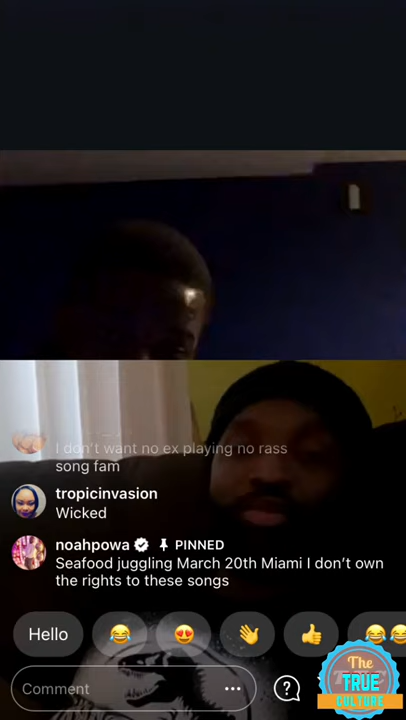 I don't want no ex playing no rass
song fam
tropicinvasion
Wicked
noahpowa PINNED
Seafood juggling March 20th Miami I don't own
the rights to these songs
Hello
Comment
The
TRUE
CULTURE